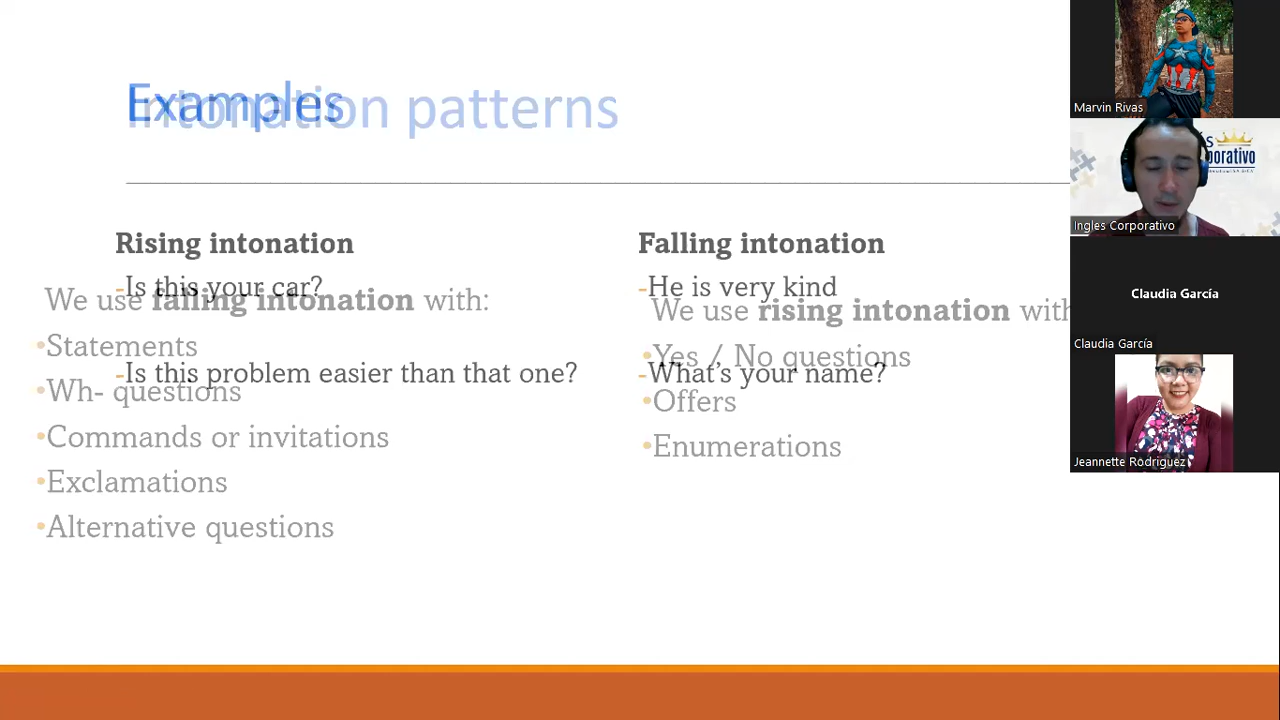 Examples
Intonation patterns
Rising intonation
-Is this your car?
-Is this problem easier than that one?
Falling intonation
-He is very kind
-What's your name?
We use falling intonation with:
•Statements
•Wh- questions
•Commands or invitations
•Exclamations
•Alternative questions
We use rising intonation with
•Yes / No questions
•Offers
•Enumerations
Marvin Rivas
Ingles Corporativo
Claudia García
Claudia García
Jeannette Rodriguez